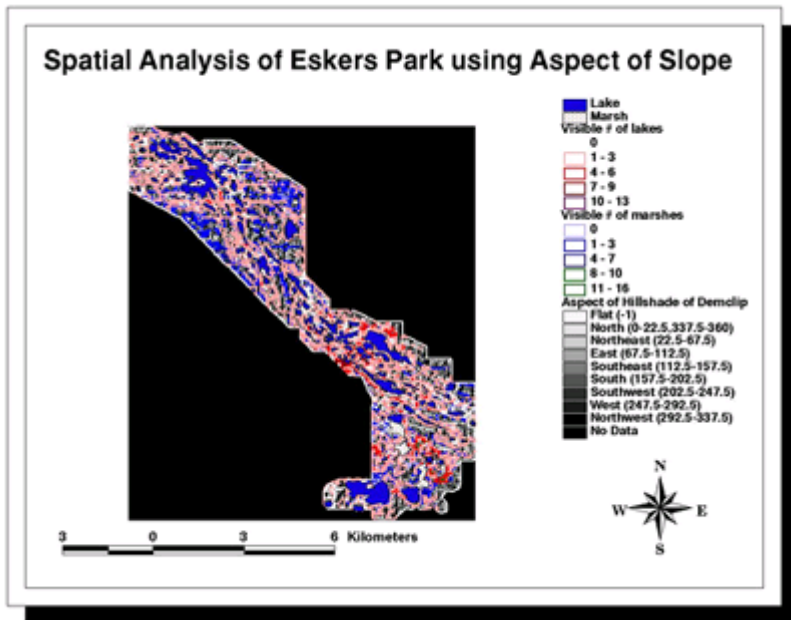 Spatial Analysis of Eskers Park using Aspect of Slope
Lake
Marsh
Visible # of lakes
0
1 - 3
4 - 6
7 - 9
10 - 13
Visible # of marshes
0
1 - 3
4 - 7
8 - 10
11 - 16
Aspect of Hillshade of Demclip
Flat (-1)
North (0-22.5,337.5-360)
Northeast (22.5-67.5)
East (67.5-112.5)
Southeast (112.5-157.5)
South (157.5-202.5)
Southwest (202.5-247.5)
West (247.5-292.5)
Northwest (292.5-337.5)
No Data
N
W E
S
3 0 3 6 Kilometers